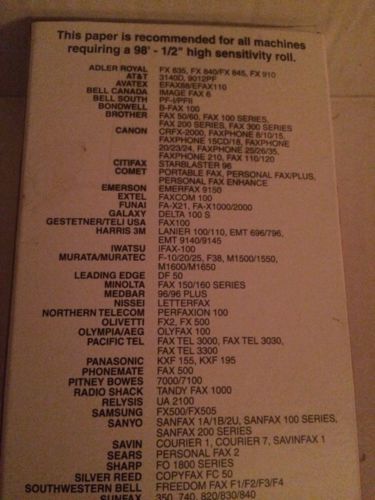 This paper is recommended for all machines
requiring a 98' - 1/2" high sensitivity roll.
ADLER ROYAL FX 635, FX 840/FX 845, FX 910
AT&T 3140D, 9012PF
AVATEX EFAX88/EFAX110
BELL CANADA IMAGE FAX 6
BELL SOUTH PF-I/PFII
BONDWELL B-FAX 100
BROTHER FAX 50/60, FAX 100 SERIES,
FAX 200 SERIES, FAX 300 SERIES
CANON CRFX-2000, FAXPHONE 8/10/15,
FAXPHONE 15CD/18, FAXPHONE
20/23/24, FAXPHONE 25/26/35,
FAXPHONE 210, FAX 110/120
CITIFAX STARBLASTER 96
COMET PORTABLE FAX, PERSONAL FAX/PLUS,
PERSONAL FAX ENHANCE
EMERSON EMERFAX 9150
EXTEL FAXCOM 100
FUNAI FA-X21, FA-X1000/2000
GALAXY DELTA 100 S
GESTETNER/TELI USA FAX100
HARRIS 3M LANIER 100/110, EMT 696/796,
EMT 9140/9145
IWATSU IFAX-100
MURATA/MURATEC F-10/20/25, F38, M1500/1550,
M1600/M1650
LEADING EDGE DF 50
MINOLTA FAX 150/160 SERIES
MEDBAR 96/96 PLUS
NISSEI LETTERFAX
NORTHERN TELECOM PERFAXION 100
OLIVETTI FX2, FX 500
OLYMPIA/AEG OLYFAX 100
PACIFIC TEL FAX TEL 3000, FAX TEL 3030,
FAX TEL 3300
PANASONIC KXF 155, KXF 195
PHONEMATE FAX 500
PITNEY BOWES 7000/7100
RADIO SHACK TANDY FAX 1000
RELYSIS UA 2100
SAMSUNG FX500/FX505
SANYO SANFAX 1A/1B/2U, SANFAX 100 SERIES,
SANFAX 200 SERIES
SAVIN COURIER 1, COURIER 7, SAVINFAX 1
SEARS PERSONAL FAX 2
SHARP FO 1800 SERIES
SILVER REED COPYFAX FC 50
SOUTHWESTERN BELL FREEDOM FAX F1/F2/F3/F4
SUNFAX 350, 740, 820/830/840